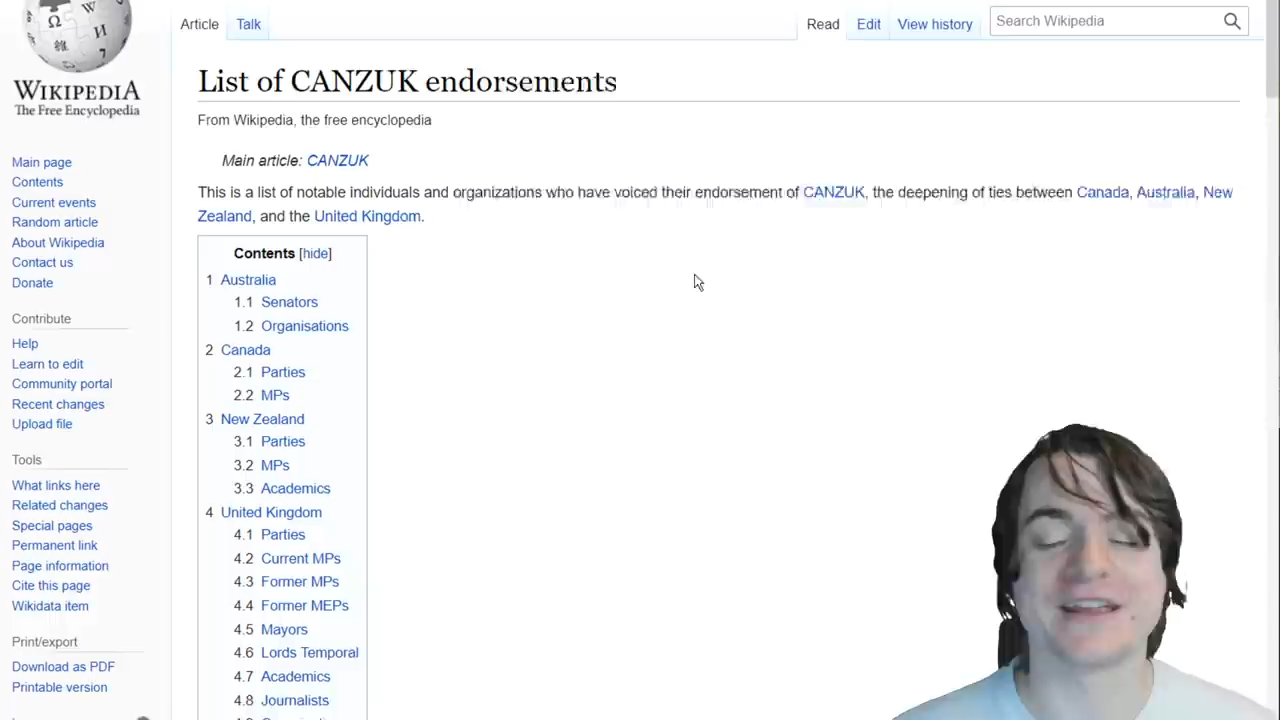 Article Talk Read Edit View history Search Wikipedia
WIKIPEDIA
The Free Encyclopedia
Main page
Contents
Current events
Random article
About Wikipedia
Contact us
Donate
Contribute
Help
Learn to edit
Community portal
Recent changes
Upload file
Tools
What links here
Related changes
Special pages
Permanent link
Page information
Cite this page
Wikidata item
Print/export
Download as PDF
Printable version
List of CANZUK endorsements
From Wikipedia, the free encyclopedia
Main article: CANZUK
This is a list of notable individuals and organizations who have voiced their endorsement of CANZUK, the deepening of ties between Canada, Australia, New
Zealand, and the United Kingdom.
Contents [hide]
1 Australia
1.1 Senators
1.2 Organisations
2 Canada
2.1 Parties
2.2 MPs
3 New Zealand
3.1 Parties
3.2 MPs
3.3 Academics
4 United Kingdom
4.1 Parties
4.2 Current MPs
4.3 Former MPs
4.4 Former MEPs
4.5 Mayors
4.6 Lords Temporal
4.7 Academics
4.8 Journalists